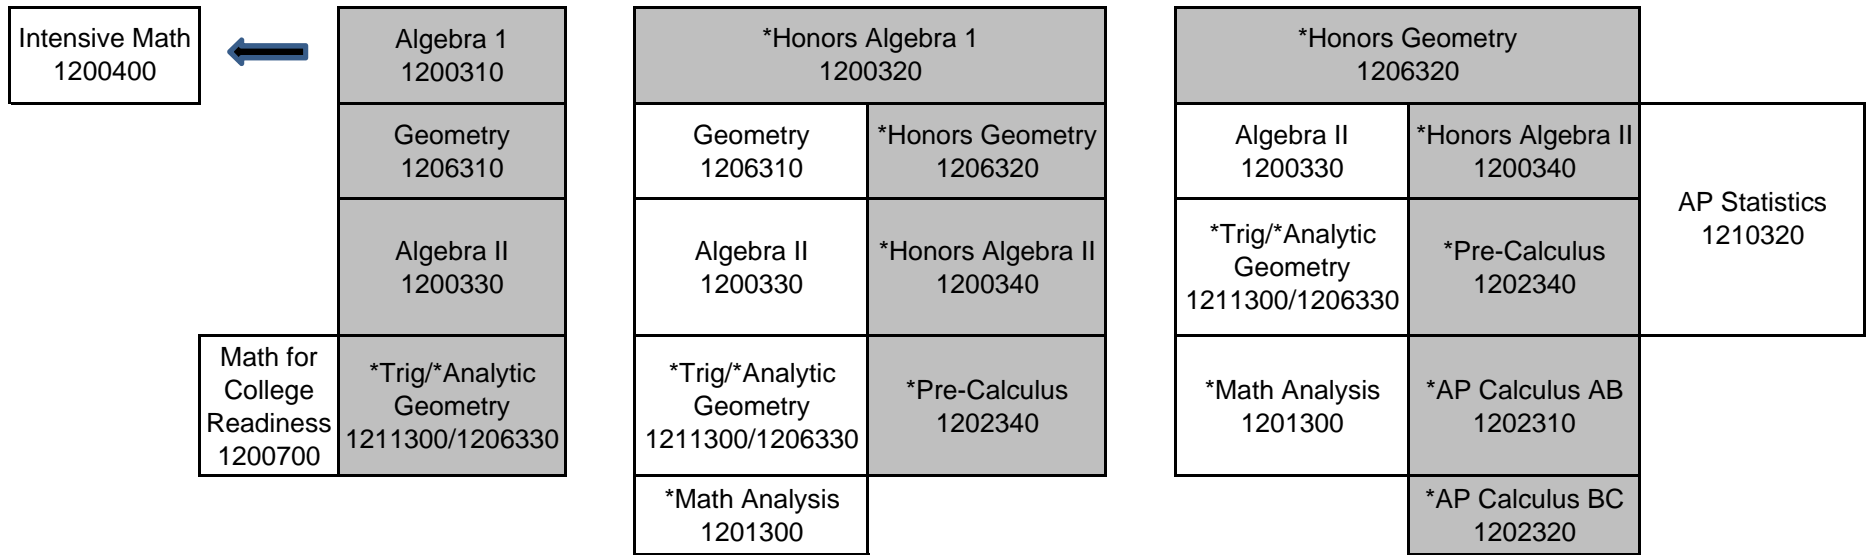 Intensive Math
1200400
Algebra 1
1200310
*Honors Algebra 1
1200320
*Honors Geometry
1206320
Geometry
1206310
Geometry
1206310
*Honors Geometry
1206320
Algebra II
1200330
*Honors Algebra II
1200340
AP Statistics
1210320
Algebra II
1200330
Algebra II
1200330
*Honors Algebra II
1200340
*Trig/*Analytic
Geometry
1211300/1206330
*Pre-Calculus
1202340
Math for
College
Readiness
1200700
*Trig/*Analytic
Geometry
1211300/1206330
*Trig/*Analytic
Geometry
1211300/1206330
*Pre-Calculus
1202340
*Math Analysis
1201300
*AP Calculus AB
1202310
*Math Analysis
1201300
*AP Calculus BC
1202320